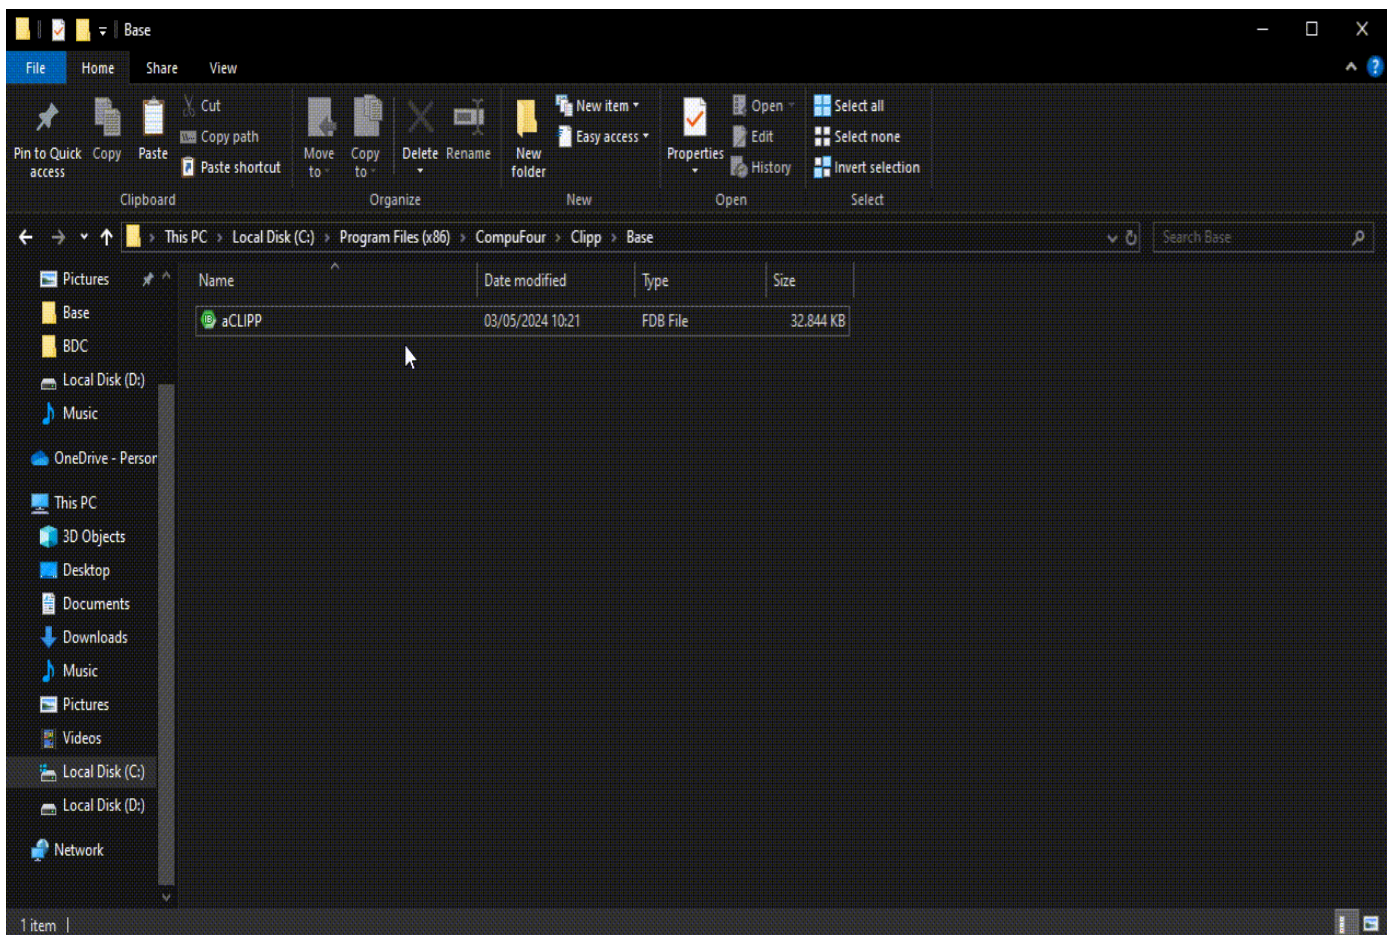 Base
File Home Share View
Pin to Quick access
Copy
Paste
Cut
Copy path
Paste shortcut
Clipboard
Move to
Copy to
Delete
Rename
Organize
New folder
New item
Easy access
New
Properties
Open
Edit
History
Open
Select all
Select none
Invert selection
Select
This PC > Local Disk (C:) > Program Files (x86) > CompuFour > Clipp > Base
Search Base
Name Date modified Type Size
aCLIPP 03/05/2024 10:21 FDB File 32.844 KB
Pictures
Base
BDC
Local Disk (D:)
Music
OneDrive - Person
This PC
3D Objects
Desktop
Documents
Downloads
Music
Pictures
Videos
Local Disk (C:)
Local Disk (D:)
Network
1 item